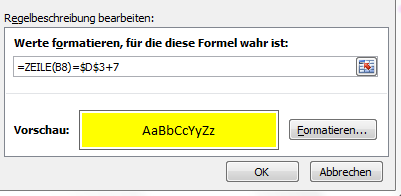 Regelbeschreibung bearbeiten:
Werte formatieren, für die diese Formel wahr ist:
=ZEILE(B8)=$D$3+7
Vorschau: AaBbCcYyZz Formatieren...
OK Abbrechen